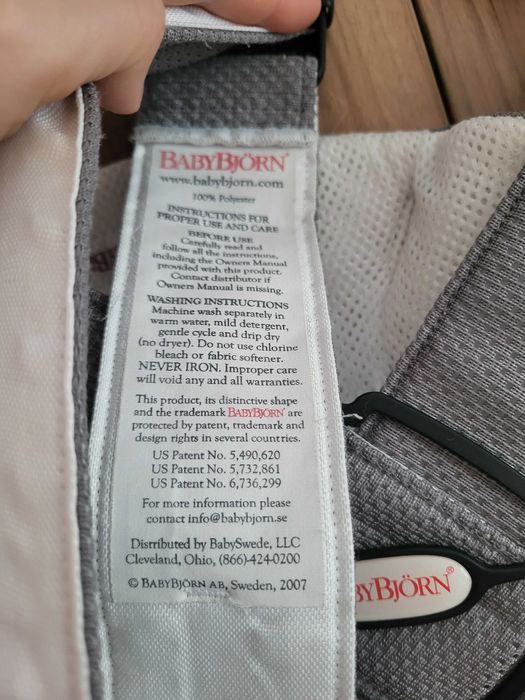 BABYBJÖRN®
www.babybjorn.com
100% Polyester
INSTRUCTIONS FOR
PROPER USE AND CARE
BEFORE USE
Carefully read and
follow all the instructions,
including the Owners Manual
provided with this product.
Contact distributor if
Owners Manual is missing.
WASHING INSTRUCTIONS
Machine wash separately in
warm water, mild detergent,
gentle cycle and drip dry
(no dryer). Do not use chlorine
bleach or fabric softener.
NEVER IRON. Improper care
will void any and all warranties.
This product, its distinctive shape
and the trademark BABYBJÖRN® are
protected by patent, trademark and
design rights in several countries.
US Patent No. 5,490,620
US Patent No. 5,732,861
US Patent No. 6,736,299
For more information please
contact info@babybjorn.se
Distributed by BabySwede, LLC
Cleveland, Ohio, (866)-424-0200
© BABYBJÖRN AB, Sweden, 2007
BYBJÖRN®